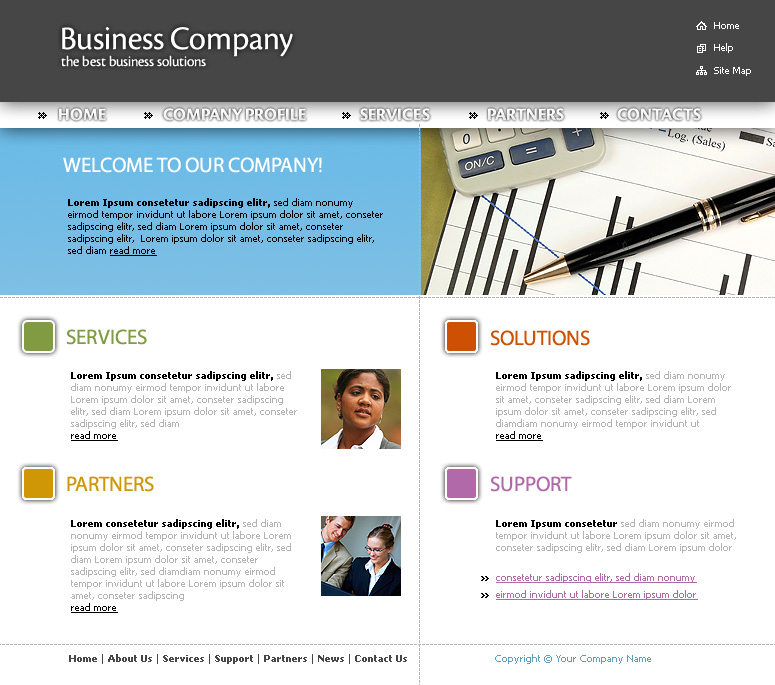 Business Company
the best business solutions
Home
Help
Site Map
HOME
COMPANY PROFILE
SERVICES
PARTNERS
CONTACTS
WELCOME TO OUR COMPANY!
Lorem Ipsum consetetur sadipscing elitr, sed diam nonumy
eirmod tempor invidunt ut labore Lorem ipsum dolor sit amet, conseter
sadipscing elitr, sed diam Lorem ipsum dolor sit amet, conseter
sadipscing elitr, Lorem ipsum dolor sit amet, conseter sadipscing elitr,
sed diam read more
0
ON/C
=
Log. (Sales)
SERVICES
Lorem Ipsum consetetur sadipscing elitr, sed
diam nonumy eirmod tempor invidunt ut labore
Lorem ipsum dolor sit amet, conseter sadipscing
elitr, sed diam Lorem ipsum dolor sit amet, conseter
sadipscing elitr, sed diam
read more
SOLUTIONS
Lorem Ipsum sadipscing elitr, sed diam nonumy
eirmod tempor invidunt ut labore Lorem ipsum dolor
sit amet, conseter sadipscing elitr, sed diam Lorem
ipsum dolor sit amet, conseter sadipscing elitr, sed
diamdiam nonumy eirmod tempor invidunt ut
read more
PARTNERS
Lorem consetetur sadipscing elitr, sed diam
nonumy eirmod tempor invidunt ut labore Lorem
ipsum dolor sit amet, conseter sadipscing elitr, sed
diam Lorem ipsum dolor sit amet, conseter
sadipscing elitr, sed diamdiam nonumy eirmod
tempor invidunt ut labore Lorem ipsum dolor sit
amet, conseter sadipscing
read more
SUPPORT
Lorem Ipsum consetetur sed diam nonumy eirmod
tempor invidunt ut labore Lorem ipsum dolor sit amet,
conseter sadipscing elitr, sed diam Lorem ipsum dolor
consetetur sadipscing elitr, sed diam nonumy
eirmod invidunt ut labore Lorem ipsum dolor
Home | About Us | Services | Support | Partners | News | Contact Us
Copyright © Your Company Name